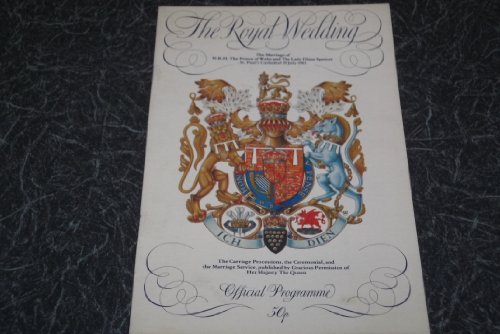 The Royal Wedding
The Marriage of
H.R.H. The Prince of Wales and The Lady Diana Spencer
St. Paul's Cathedral 29 July 1981
ICH DIEN
The Carriage Processions, the Ceremonial, and
the Marriage Service, published by Gracious Permission of
Her Majesty The Queen
Official Programme
50p